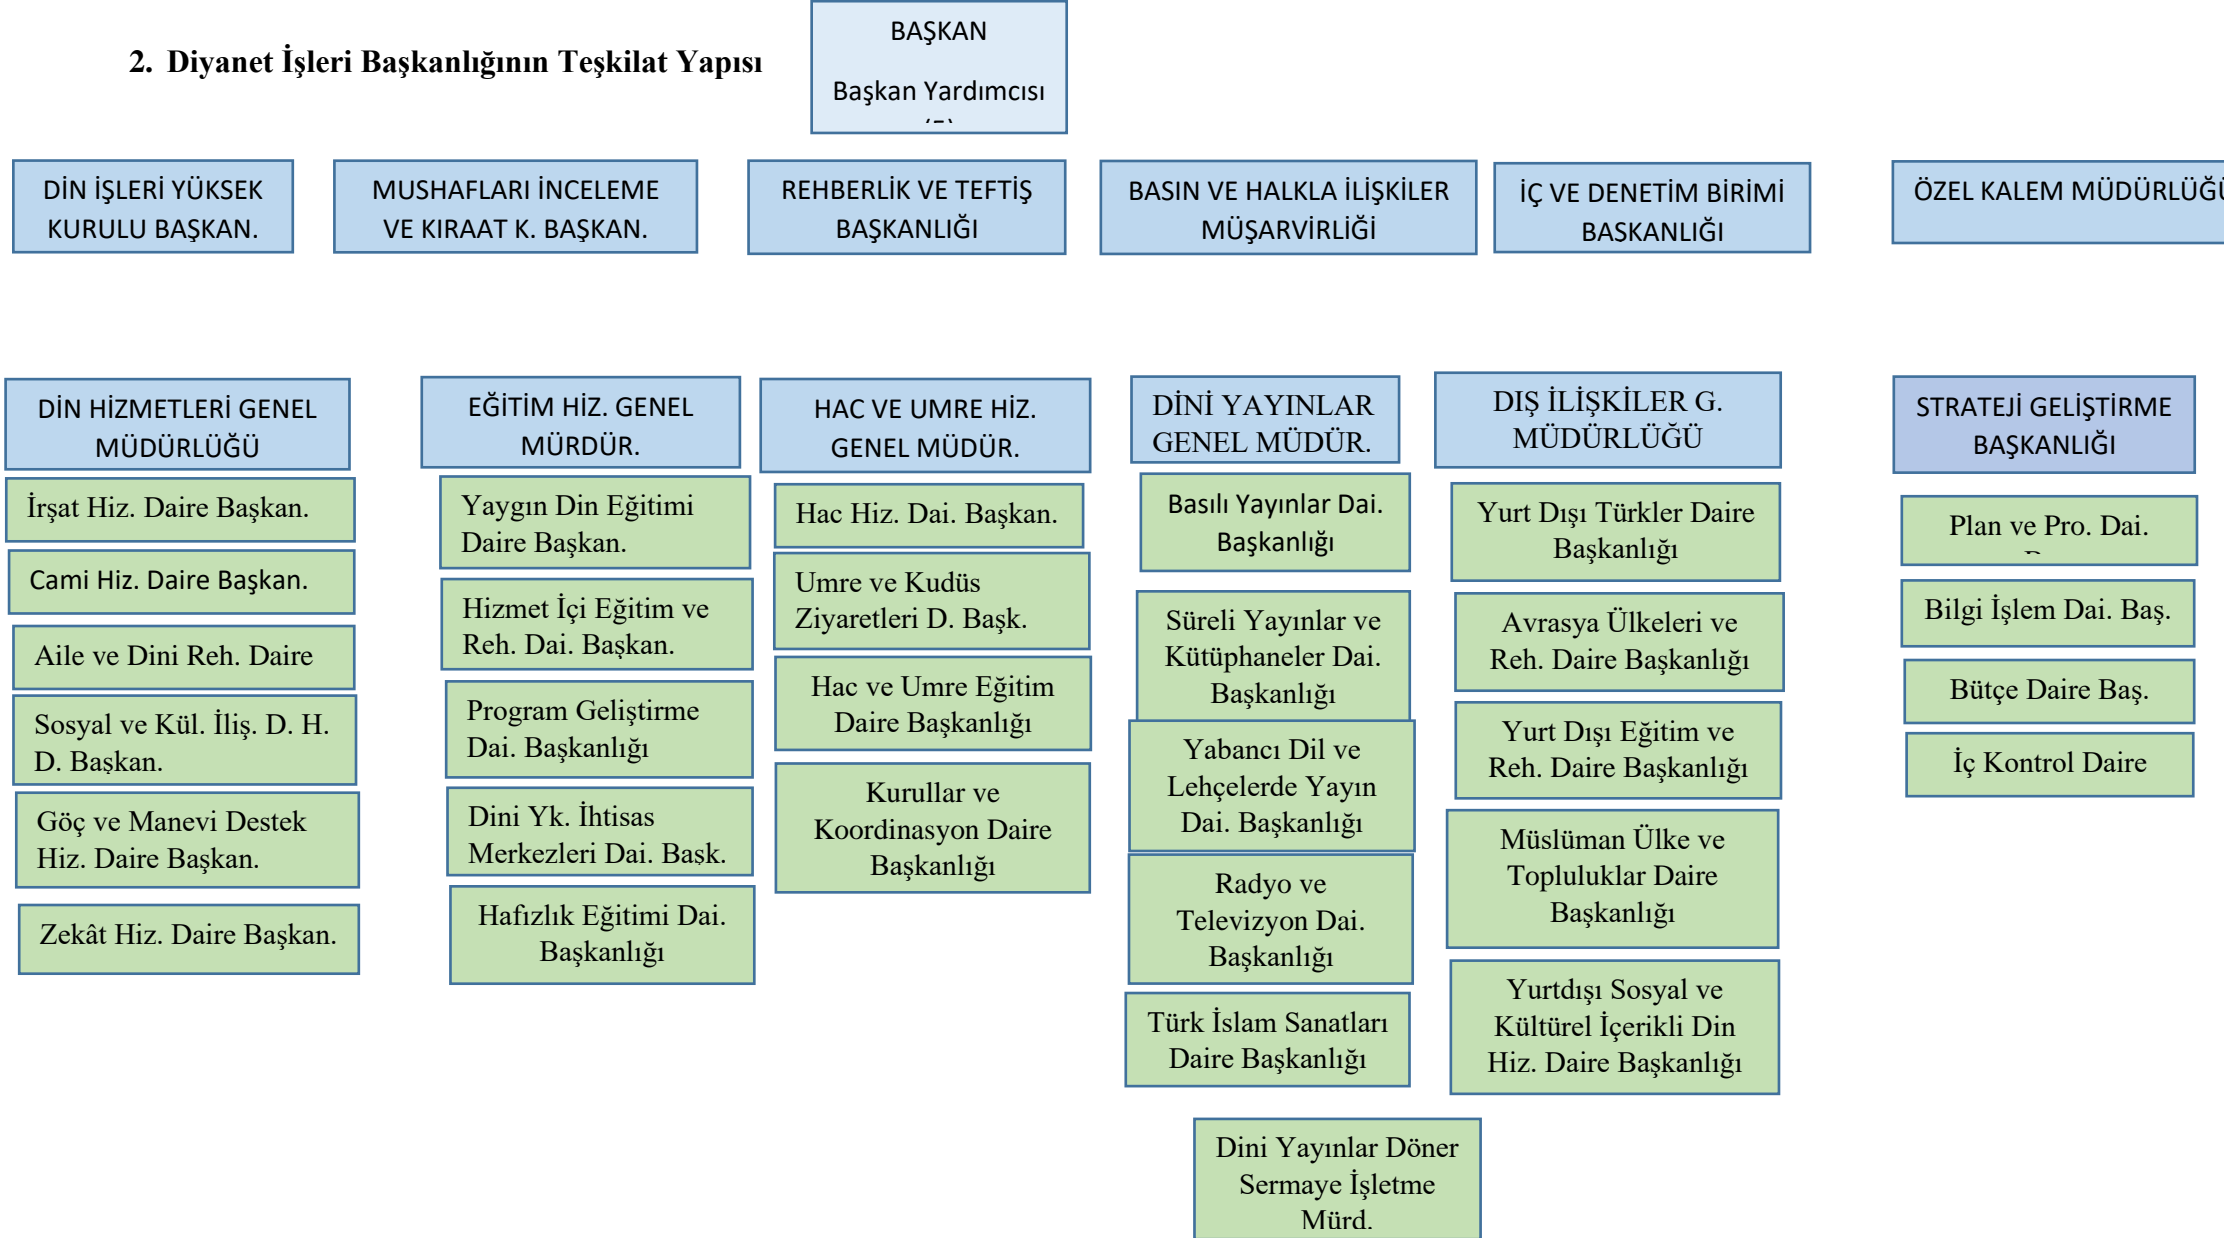 2. Diyanet İşleri Başkanlığının Teşkilat Yapısı
BAŞKAN
Başkan Yardımcısı
DİN İŞLERİ YÜKSEK
KURULU BAŞKAN.
MUSHAFLARI İNCELEME
VE KIRAAT K. BAŞKAN.
REHBERLİK VE TEFTİŞ
BAŞKANLIĞI
BASIN VE HALKLA İLİŞKİLER
MÜŞARVİRLİĞİ
İÇ VE DENETİM BİRİMİ
BAŞKANLIĞI
ÖZEL KALEM MÜDÜRLÜĞÜ
DİN HİZMETLERİ GENEL
MÜDÜRLÜĞÜ
İrşat Hiz. Daire Başkan.
Cami Hiz. Daire Başkan.
Aile ve Dini Reh. Daire
Sosyal ve Kül. İliş. D. H.
D. Başkan.
Göç ve Manevi Destek
Hiz. Daire Başkan.
Zekât Hiz. Daire Başkan.
EĞİTİM HİZ. GENEL
MÜRDÜR.
Yaygın Din Eğitimi
Daire Başkan.
Hizmet İçi Eğitim ve
Reh. Dai. Başkan.
Program Geliştirme
Dai. Başkanlığı
Dini Yk. İhtisas
Merkezleri Dai. Başk.
Hafızlık Eğitimi Dai.
Başkanlığı
HAC VE UMRE HİZ.
GENEL MÜDÜR.
Hac Hiz. Dai. Başkan.
Umre ve Kudüs
Ziyaretleri D. Başk.
Hac ve Umre Eğitim
Daire Başkanlığı
Kurullar ve
Koordinasyon Daire
Başkanlığı
DİNİ YAYINLAR
GENEL MÜDÜR.
Basılı Yayınlar Dai.
Başkanlığı
Süreli Yayınlar ve
Kütüphaneler Dai.
Başkanlığı
Yabancı Dil ve
Lehçelerde Yayın
Dai. Başkanlığı
Radyo ve
Televizyon Dai.
Başkanlığı
Türk İslam Sanatları
Daire Başkanlığı
Dini Yayınlar Döner
Sermaye İşletme
Mürd.
DIŞ İLİŞKİLER G.
MÜDÜRLÜĞÜ
Yurt Dışı Türkler Daire
Başkanlığı
Avrasya Ülkeleri ve
Reh. Daire Başkanlığı
Yurt Dışı Eğitim ve
Reh. Daire Başkanlığı
Müslüman Ülke ve
Topluluklar Daire
Başkanlığı
Yurtdışı Sosyal ve
Kültürel İçerikli Din
Hiz. Daire Başkanlığı
STRATEJİ GELİŞTİRME
BAŞKANLIĞI
Plan ve Pro. Dai.
Bilgi İşlem Dai. Baş.
Bütçe Daire Baş.
İç Kontrol Daire